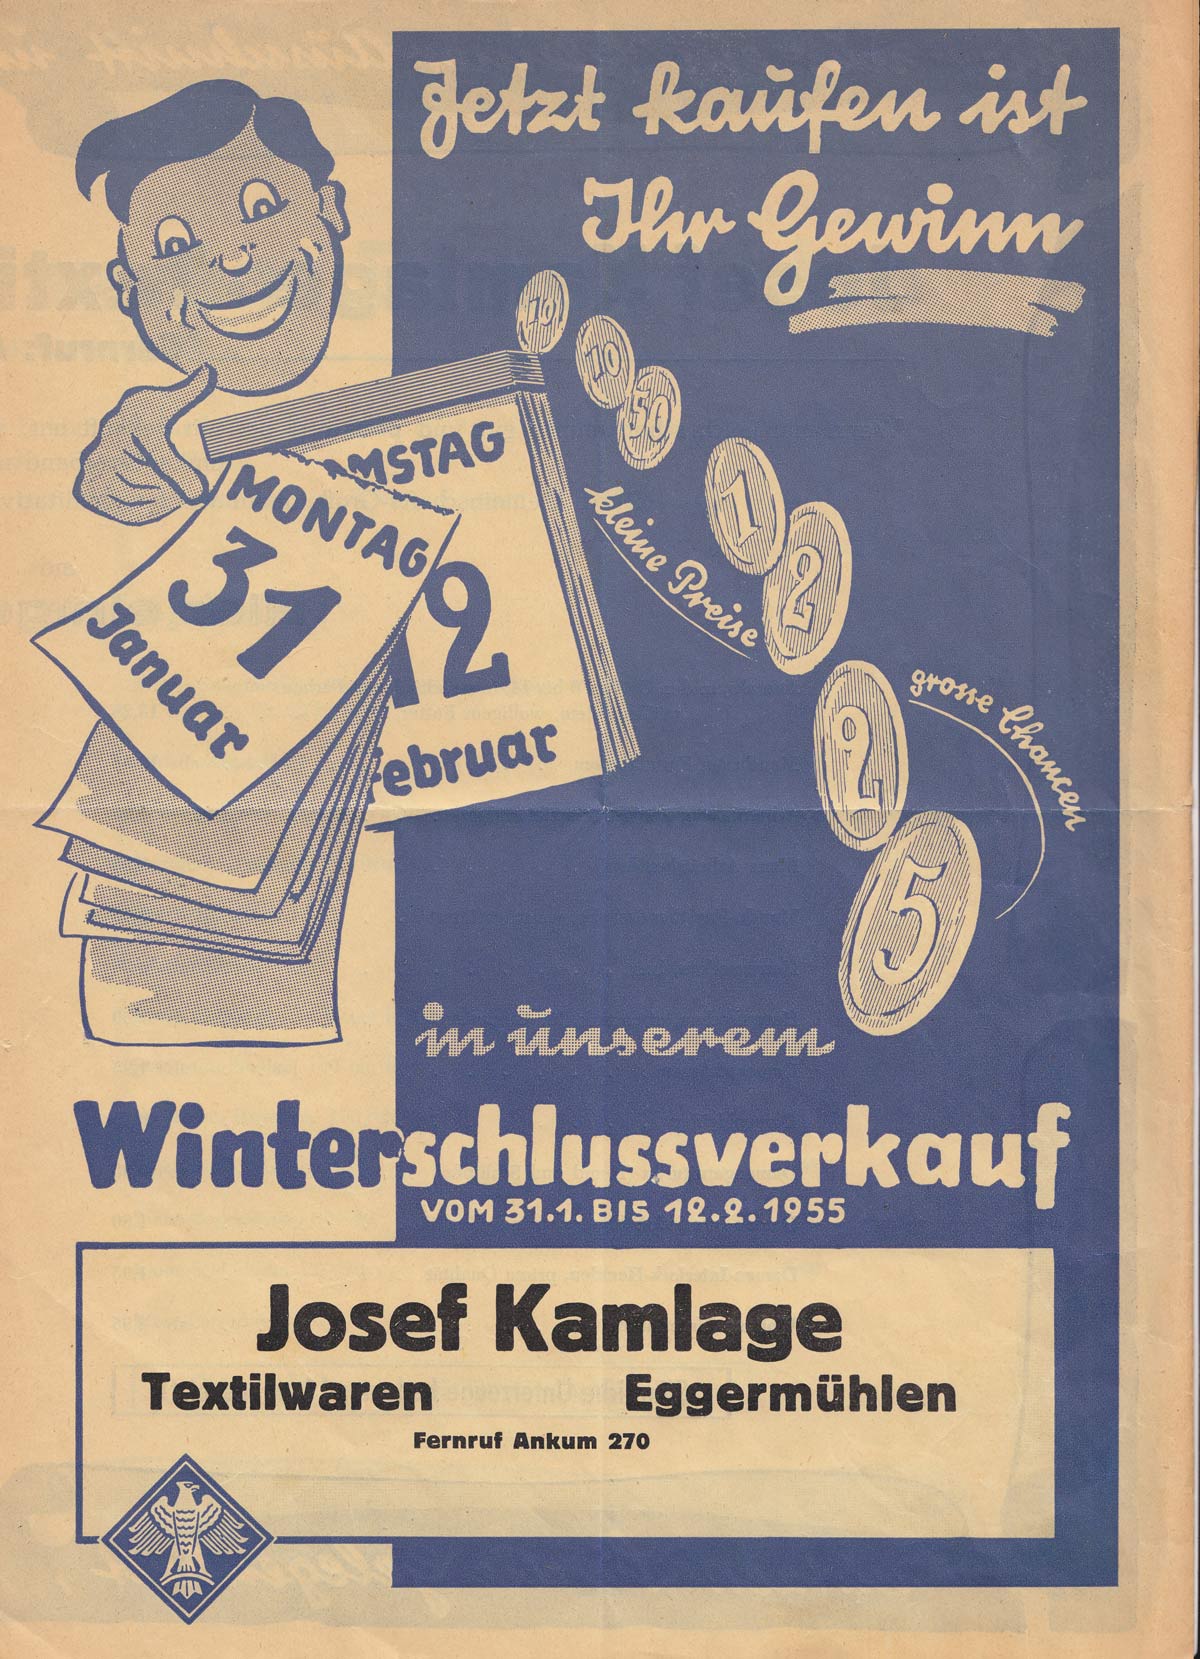 Jetzt kaufen ist
Ihr Gewinn
10
10
50
1
2
2
5
kleine Preise
grosse Chancen
MSTAG
12
Februar
MONTAG
31
Januar
in unserem
Winterschlussverkauf
VOM 31.1. BIS 12.2.1955
Josef Kamlage
Textilwaren Eggermühlen
Fernruf Ankum 270